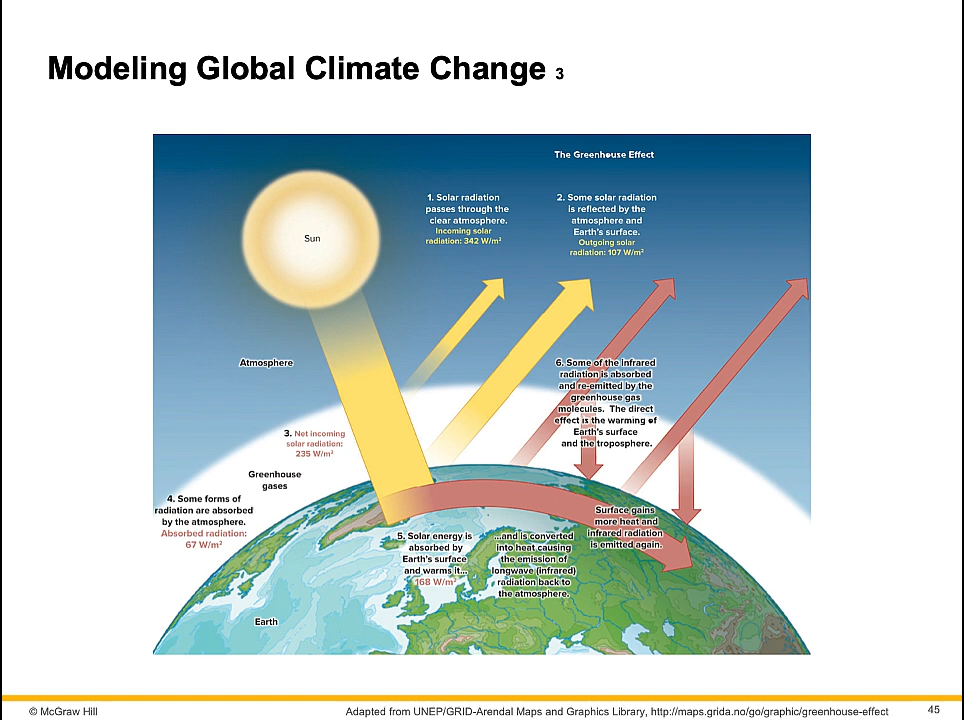 Modeling Global Climate Change 3
The Greenhouse Effect
1. Solar radiation
passes through the
clear atmosphere.
Incoming solar
radiation: 342 W/m²
2. Some solar radiation
is reflected by the
atmosphere and
Earth's surface.
Outgoing solar
radiation: 107 W/m²
Sun
Atmosphere
6. Some of the infrared
radiation is absorbed
and re-emitted by the
greenhouse gas
molecules. The direct
effect is the warming of
Earth's surface
and the troposphere.
3. Net incoming
solar radiation:
235 W/m²
Greenhouse
gases
4. Some forms of
radiation are absorbed
by the atmosphere.
Absorbed radiation:
67 W/m²
5. Solar energy is
absorbed by
Earth's surface
and warms it...
168 W/m²
...and is converted
into heat causing
the emission of
longwave (infrared)
radiation back to
the atmosphere.
Surface gains
more heat and
infrared radiation
is emitted again.
Earth
© McGraw Hill
Adapted from UNEP/GRID-Arendal Maps and Graphics Library, http://maps.grida.no/go/graphic/greenhouse-effect
45